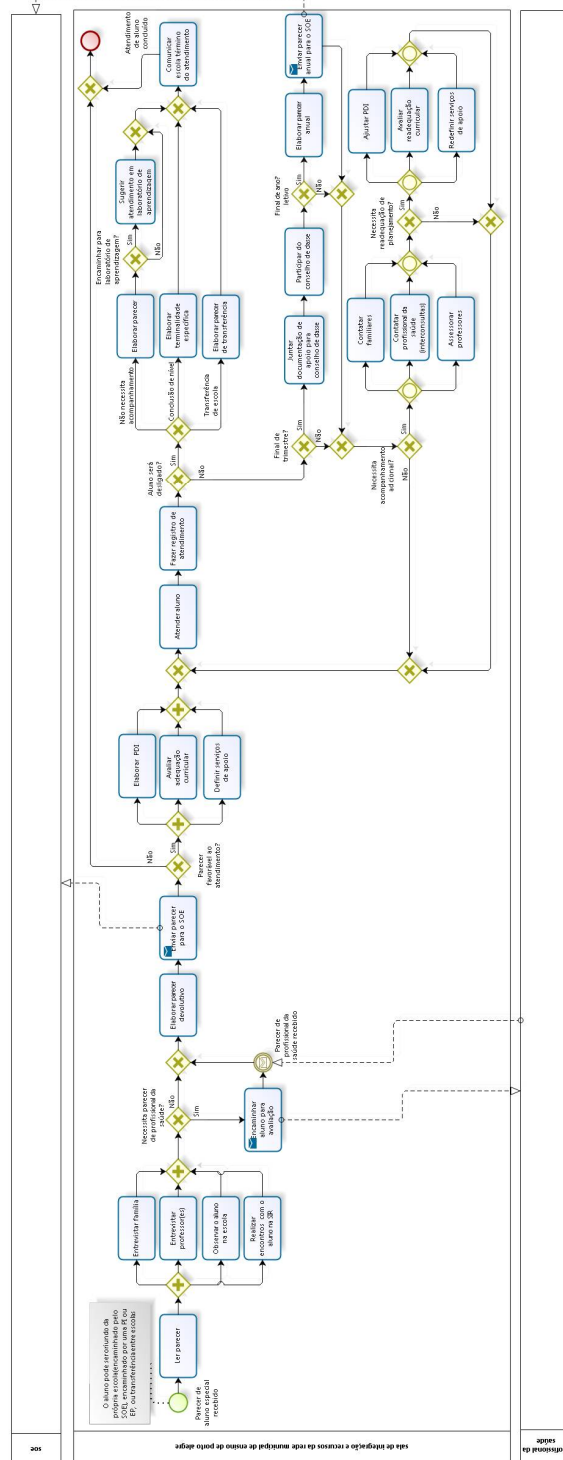 soe
sala de integração e recursos da rede municipal de ensino de porto alegre
ofissional da
saúde
O aluno pode ser oriundo da
própria escola(encaminhado pelo
SOE), encaminhado por uma PI ou
EP, ou transferência entre escolas
Parecer de
aluno especial
recebido
Ler parecer
Entrevistar família
Entrevistar
professor(es)
Observar o aluno
na escola
Realizar
encontros com o
aluno na SIR
Necessita parecer
de profissional da
saúde?
Não
Sim
Encaminhar
aluno para
avaliação
Parecer de
profissional da
saúde recebido
Elaborar parecer
devolutivo
Enviar parecer
para o SOE
Parecer
favorável ao
atendimento?
Não
Sim
Elaborar PDI
Avaliar
adequação
curricular
Definir serviços
de apoio
Atender aluno
Fazer registro de
atendimento
Aluno será
desligado?
Sim
Não
Não necessita
acompanhamento
Conclusão de nível
Transferência
de escola
Elaborar parecer
Elaborar
terminalidade
específica
Elaborar parecer
de transferência
Encaminhar para
laboratório de
aprendizagem?
Sim
Não
Sugerir
atendimento em
laboratório de
aprendizagem
Comunicar
escola término
do atendimento
Atendimento
de aluno
concluído
Final de
trimestre?
Sim
Não
Juntar
documentação de
apoio para
conselho de classe
Participar do
conselho de classe
Final de ano?
letivo
Sim
Não
Elaborar parecer
anual
Enviar parecer
anual para o SOE
Necessita
acompanhamento
adicional?
Sim
Não
Contatar
familiares
Contatar
profissional da
saúde
(interconsultas)
Assessorar
professores
Necessita
readequação de
planejamento?
Sim
Não
Ajustar PDI
Avaliar
readequação
curricular
Redefinir serviços
de apoio